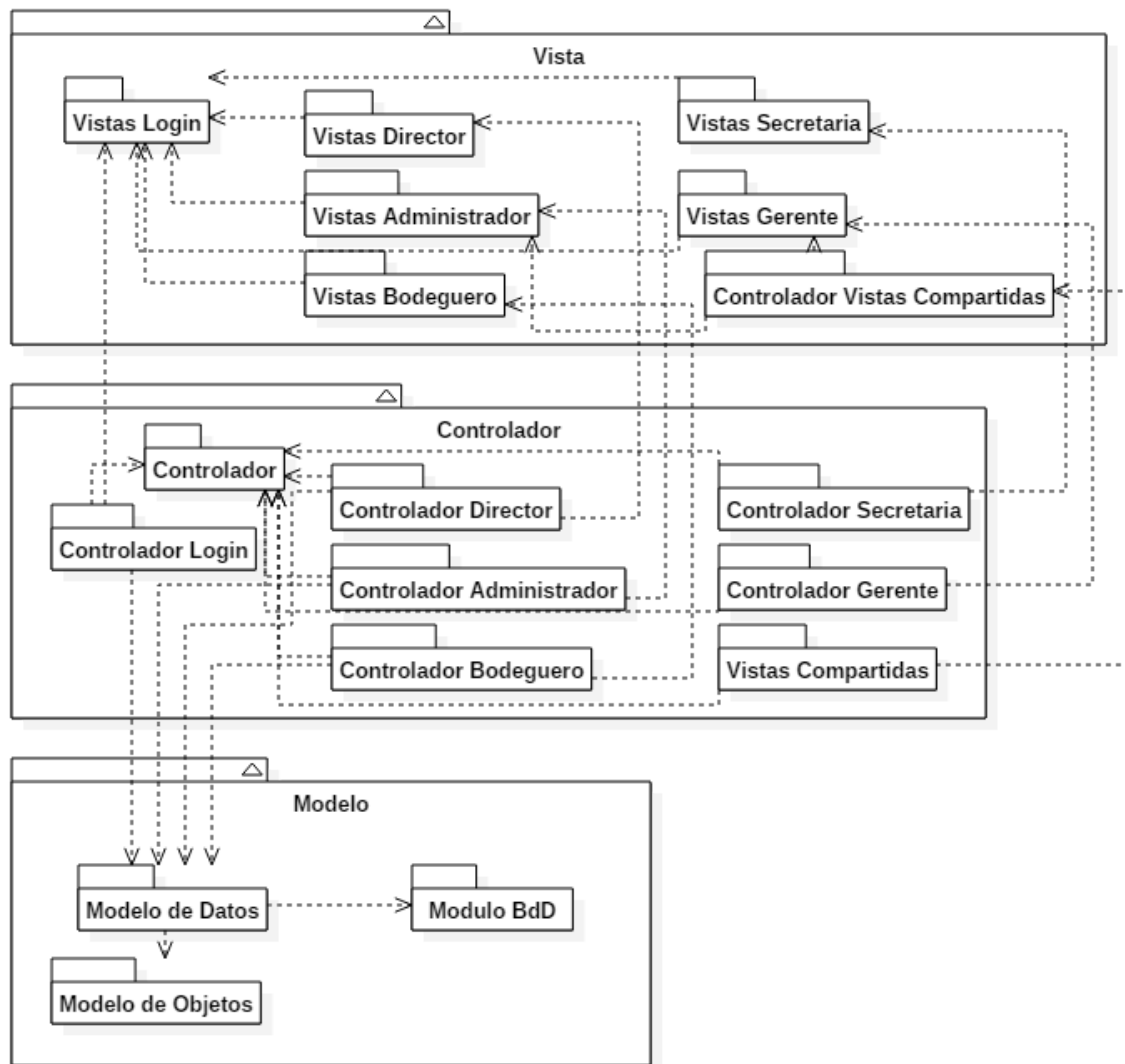 Vista
Vistas Login
Vistas Director
Vistas Secretaria
Vistas Administrador
Vistas Gerente
Vistas Bodeguero
Controlador Vistas Compartidas
Controlador
Controlador
Controlador Director
Controlador Secretaria
Controlador Login
Controlador Administrador
Controlador Gerente
Controlador Bodeguero
Vistas Compartidas
Modelo
Modelo de Datos
Modulo BdD
Modelo de Objetos